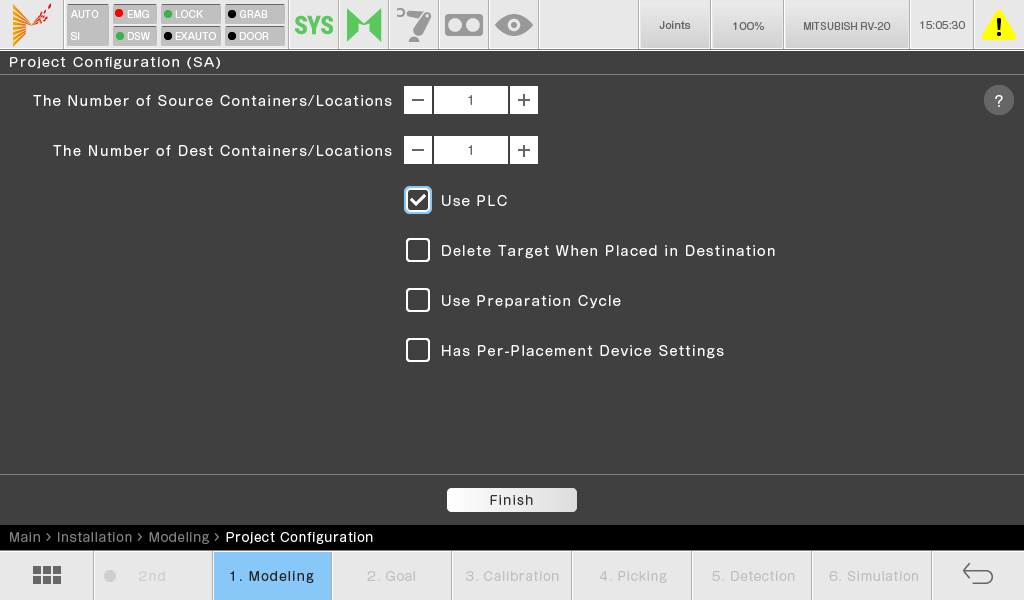 AUTO EMG LOCK GRAB
SI DSW EXAUTO DOOR
SYS
Joints 100% MITSUBISH RV-20 15:05:30
Project Configuration (SA)
The Number of Source Containers/Locations − 1 + ?
The Number of Dest Containers/Locations − 1 +
Use PLC
Delete Target When Placed in Destination
Use Preparation Cycle
Has Per-Placement Device Settings
Finish
Main > Installation > Modeling > Project Configuration
2nd 1. Modeling 2. Goal 3. Calibration 4. Picking 5. Detection 6. Simulation